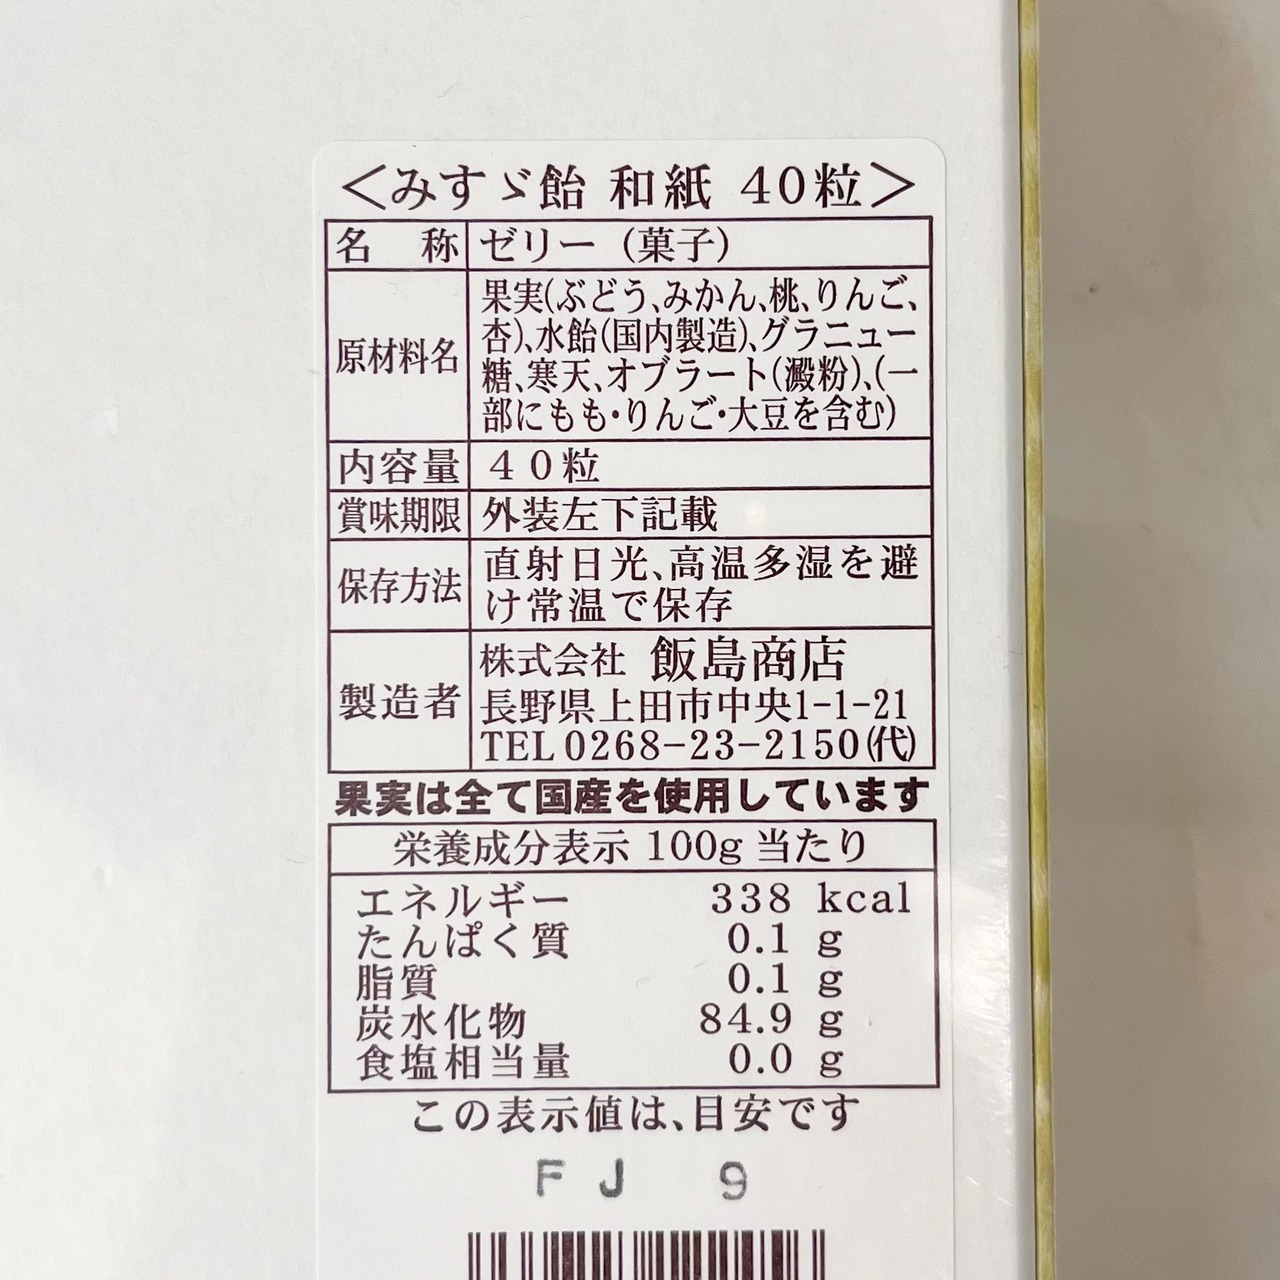 <みすゞ飴 和紙 40粒>
名 称 ゼリー(菓子)
原材料名 果実(ぶどう、みかん、桃、りんご、
杏)、水飴(国内製造)、グラニュー
糖、寒天、オブラート(澱粉)、(一
部にもも・りんご・大豆を含む)
内容量 40粒
賞味期限 外装左下記載
保存方法 直射日光、高温多湿を避
け常温で保存
製造者 株式会社 飯島商店
長野県上田市中央1-1-21
TEL0268-23-2150(代)
果実は全て国産を使用しています
栄養成分表示 100g 当たり
エネルギー 338 kcal
たんぱく質 0.1 g
脂質 0.1 g
炭水化物 84.9 g
食塩相当量 0.0 g
この表示値は、目安です
FJ 9